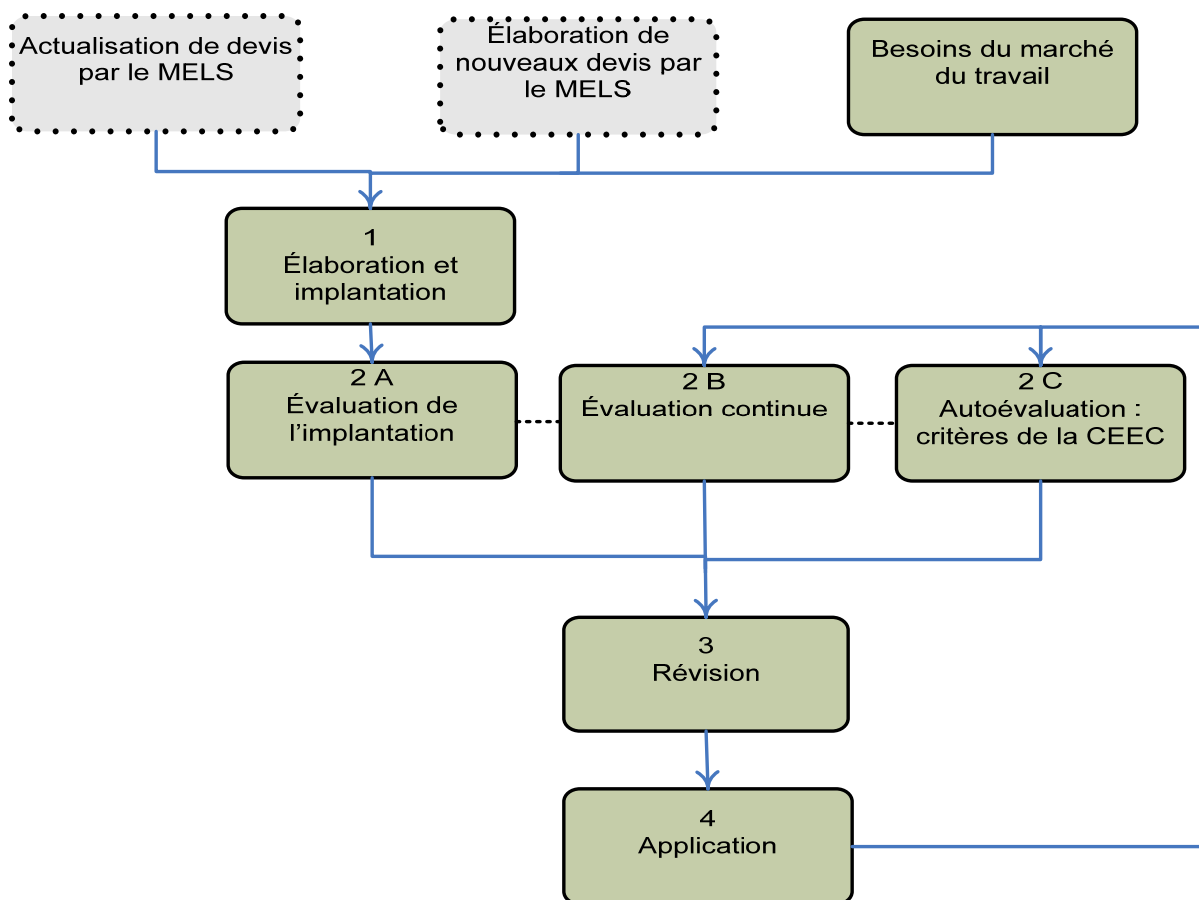 Actualisation de devis
par le MELS
Élaboration de
nouveaux devis par
le MELS
Besoins du marché
du travail
1
Élaboration et
implantation
2 A
Évaluation de
l’implantation
2 B
Évaluation continue
2 C
Autoévaluation :
critères de la CEEC
3
Révision
4
Application